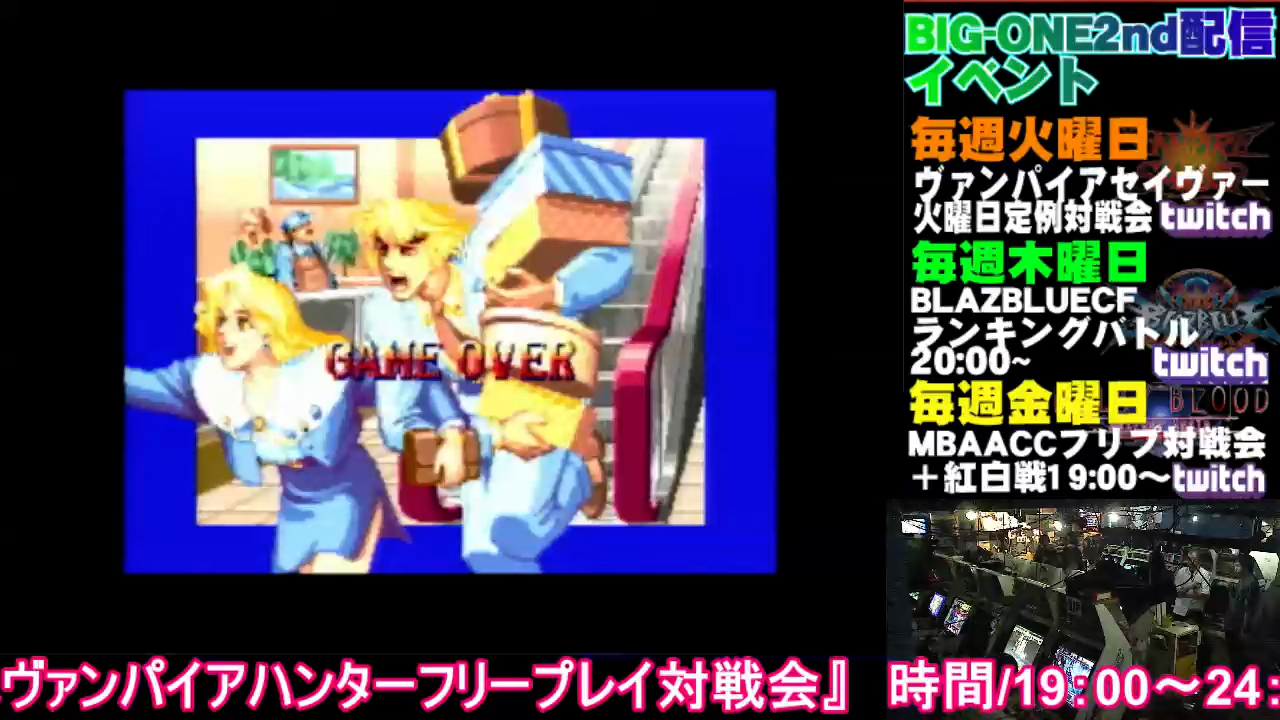 BIG-ONE2nd配信
イベント
毎週火曜日
ヴァンパイアセイヴァー
火曜日定例対戦会 twitch
毎週木曜日
BLAZBLUECF
ランキングバトル
20:00~ twitch
毎週金曜日 BLOOD
MBAACCフリプ対戦会
＋紅白戦19:00～twitch
GAME OVER
ヴァンパイアハンターフリープレイ対戦会』 時間/19:00～24: